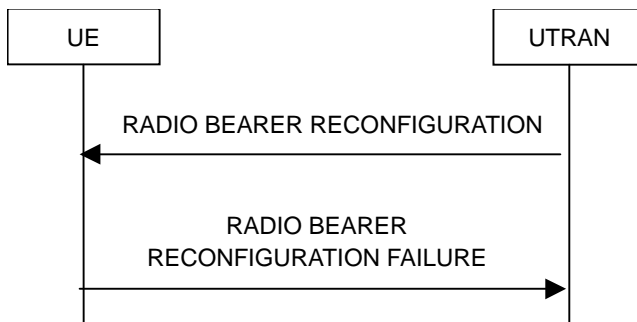 UE
UTRAN
RADIO BEARER RECONFIGURATION
RADIO BEARER
RECONFIGURATION FAILURE